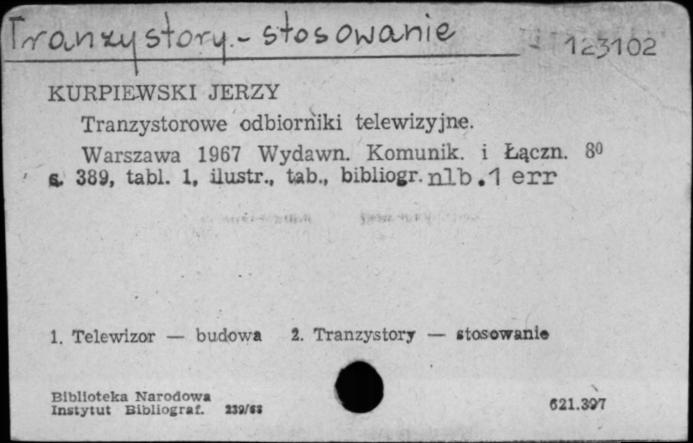 Tranzystory.- stosowanie - 123102
KURPIEWSKI JERZY
Tranzystorowe odbiorniki telewizyjne.
Warszawa 1967 Wydawn. Komunik. i Łączn. 8⁰
s. 389, tabl. 1, ilustr., tab., bibliogr. nlb.1 err
1. Telewizor — budowa 2. Tranzystory — stosowanie
Biblioteka Narodowa
Instytut Bibliograf. 239/68 621.397